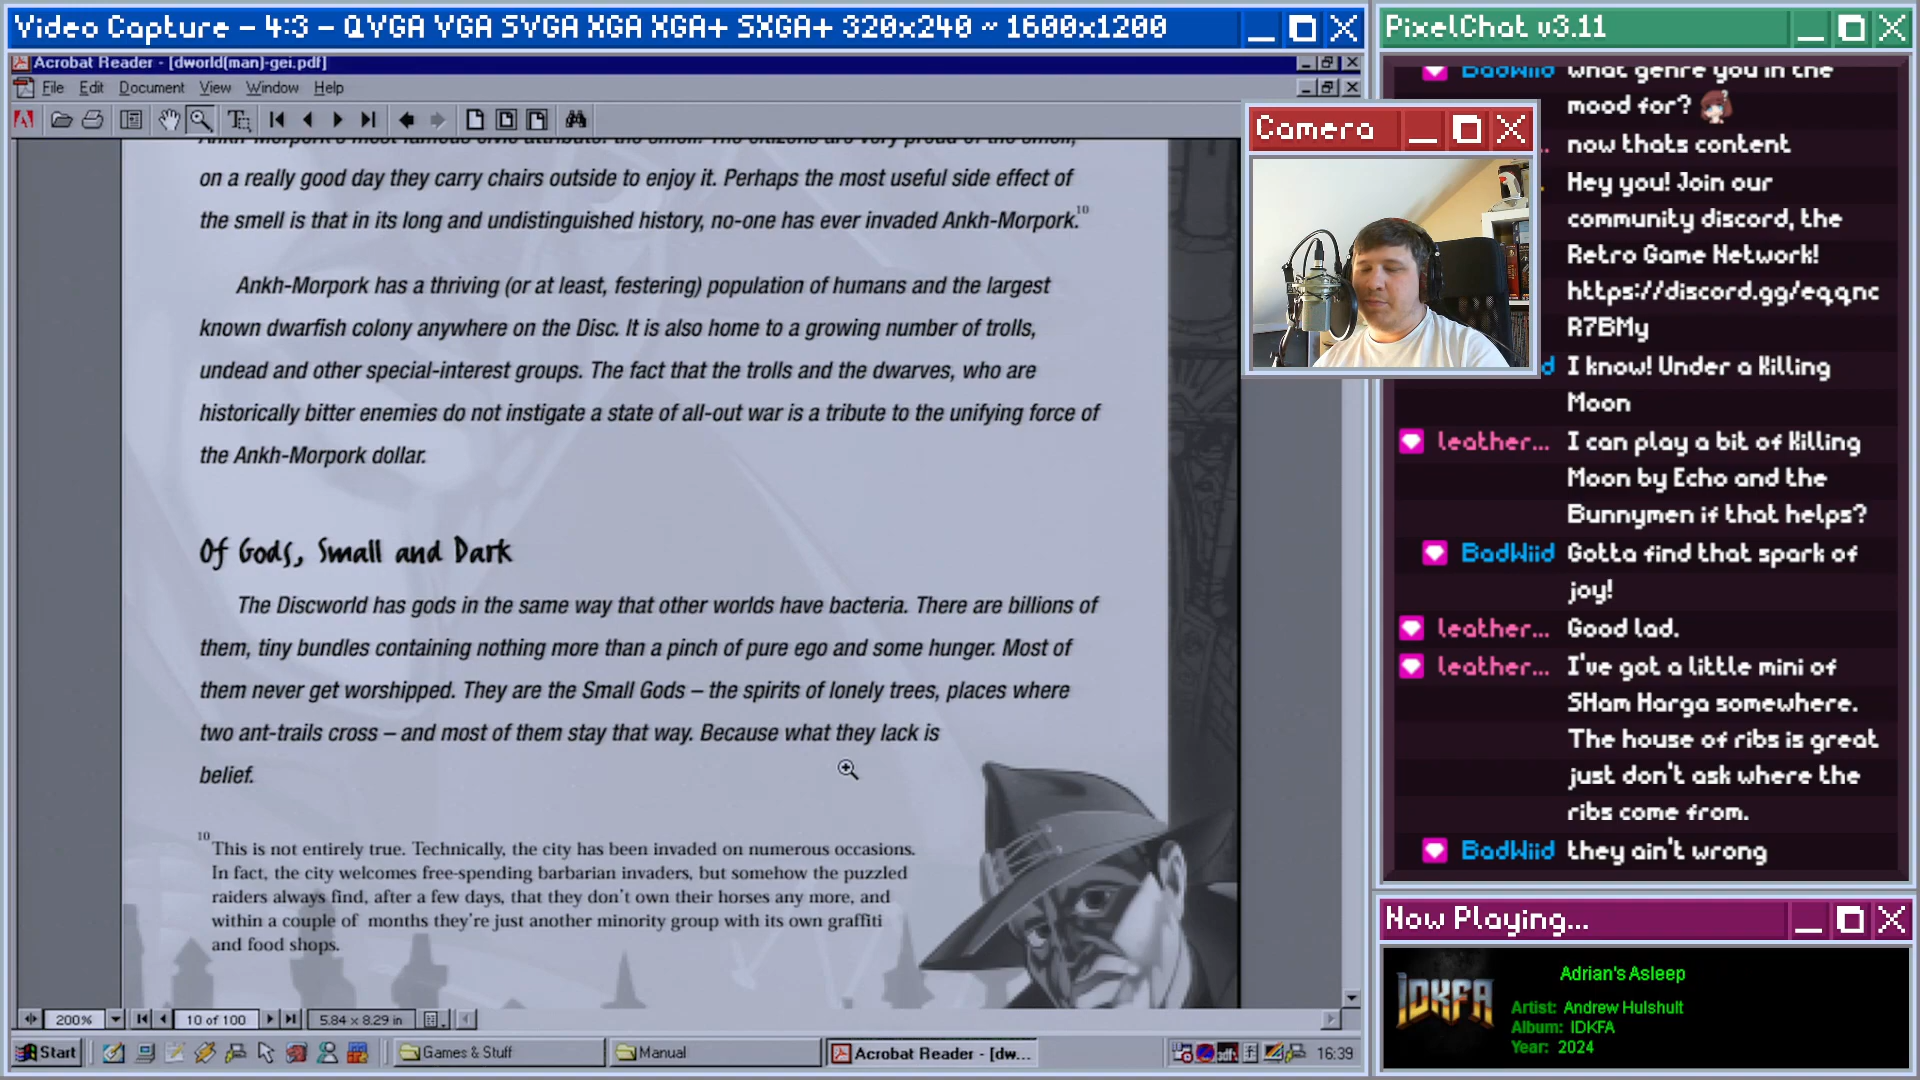 Video Capture - 4:3 - QVGA VGA SVGA XGA XGA+ SXGA+ 320x240 ~ 1600x1200
Acrobat Reader - [dworld(man)-gei.pdf]
File Edit Document View Window Help
Ankh-Morpork's most famous civic attribute: the smell. The citizens are very proud of the smell,
on a really good day they carry chairs outside to enjoy it. Perhaps the most useful side effect of
the smell is that in its long and undistinguished history, no-one has ever invaded Ankh-Morpork.10
Ankh-Morpork has a thriving (or at least, festering) population of humans and the largest
known dwarfish colony anywhere on the Disc. It is also home to a growing number of trolls,
undead and other special-interest groups. The fact that the trolls and the dwarves, who are
historically bitter enemies do not instigate a state of all-out war is a tribute to the unifying force of
the Ankh-Morpork dollar.
Of Gods, Small and Dark
The Discworld has gods in the same way that other worlds have bacteria. There are billions of
them, tiny bundles containing nothing more than a pinch of pure ego and some hunger. Most of
them never get worshipped. They are the Small Gods – the spirits of lonely trees, places where
two ant-trails cross – and most of them stay that way. Because what they lack is
belief.
10 This is not entirely true. Technically, the city has been invaded on numerous occasions.
In fact, the city welcomes free-spending barbarian invaders, but somehow the puzzled
raiders always find, after a few days, that they don't own their horses any more, and
within a couple of months they're just another minority group with its own graffiti
and food shops.
200% 10 of 100 5.84 x 8.29 in
Start Games & Stuff Manual Acrobat Reader - [dw... 16:39
Camera
PixelChat v3.11
BadWiid what genre you in the
mood for?
now thats content
Hey you! Join our
community discord, the
Retro Game Network!
https://discord.gg/eqqnc
R7BMy
d I know! Under a Killing
Moon
leather... I can play a bit of Killing
Moon by Echo and the
Bunnymen if that helps?
BadWiid Gotta find that spark of
joy!
leather... Good lad.
leather... I've got a little mini of
SHam Harga somewhere.
The house of ribs is great
just don't ask where the
ribs come from.
BadWiid they ain't wrong
Now Playing...
IDKFA
Adrian's Asleep
Artist: Andrew Hulshult
Album: IDKFA
Year: 2024